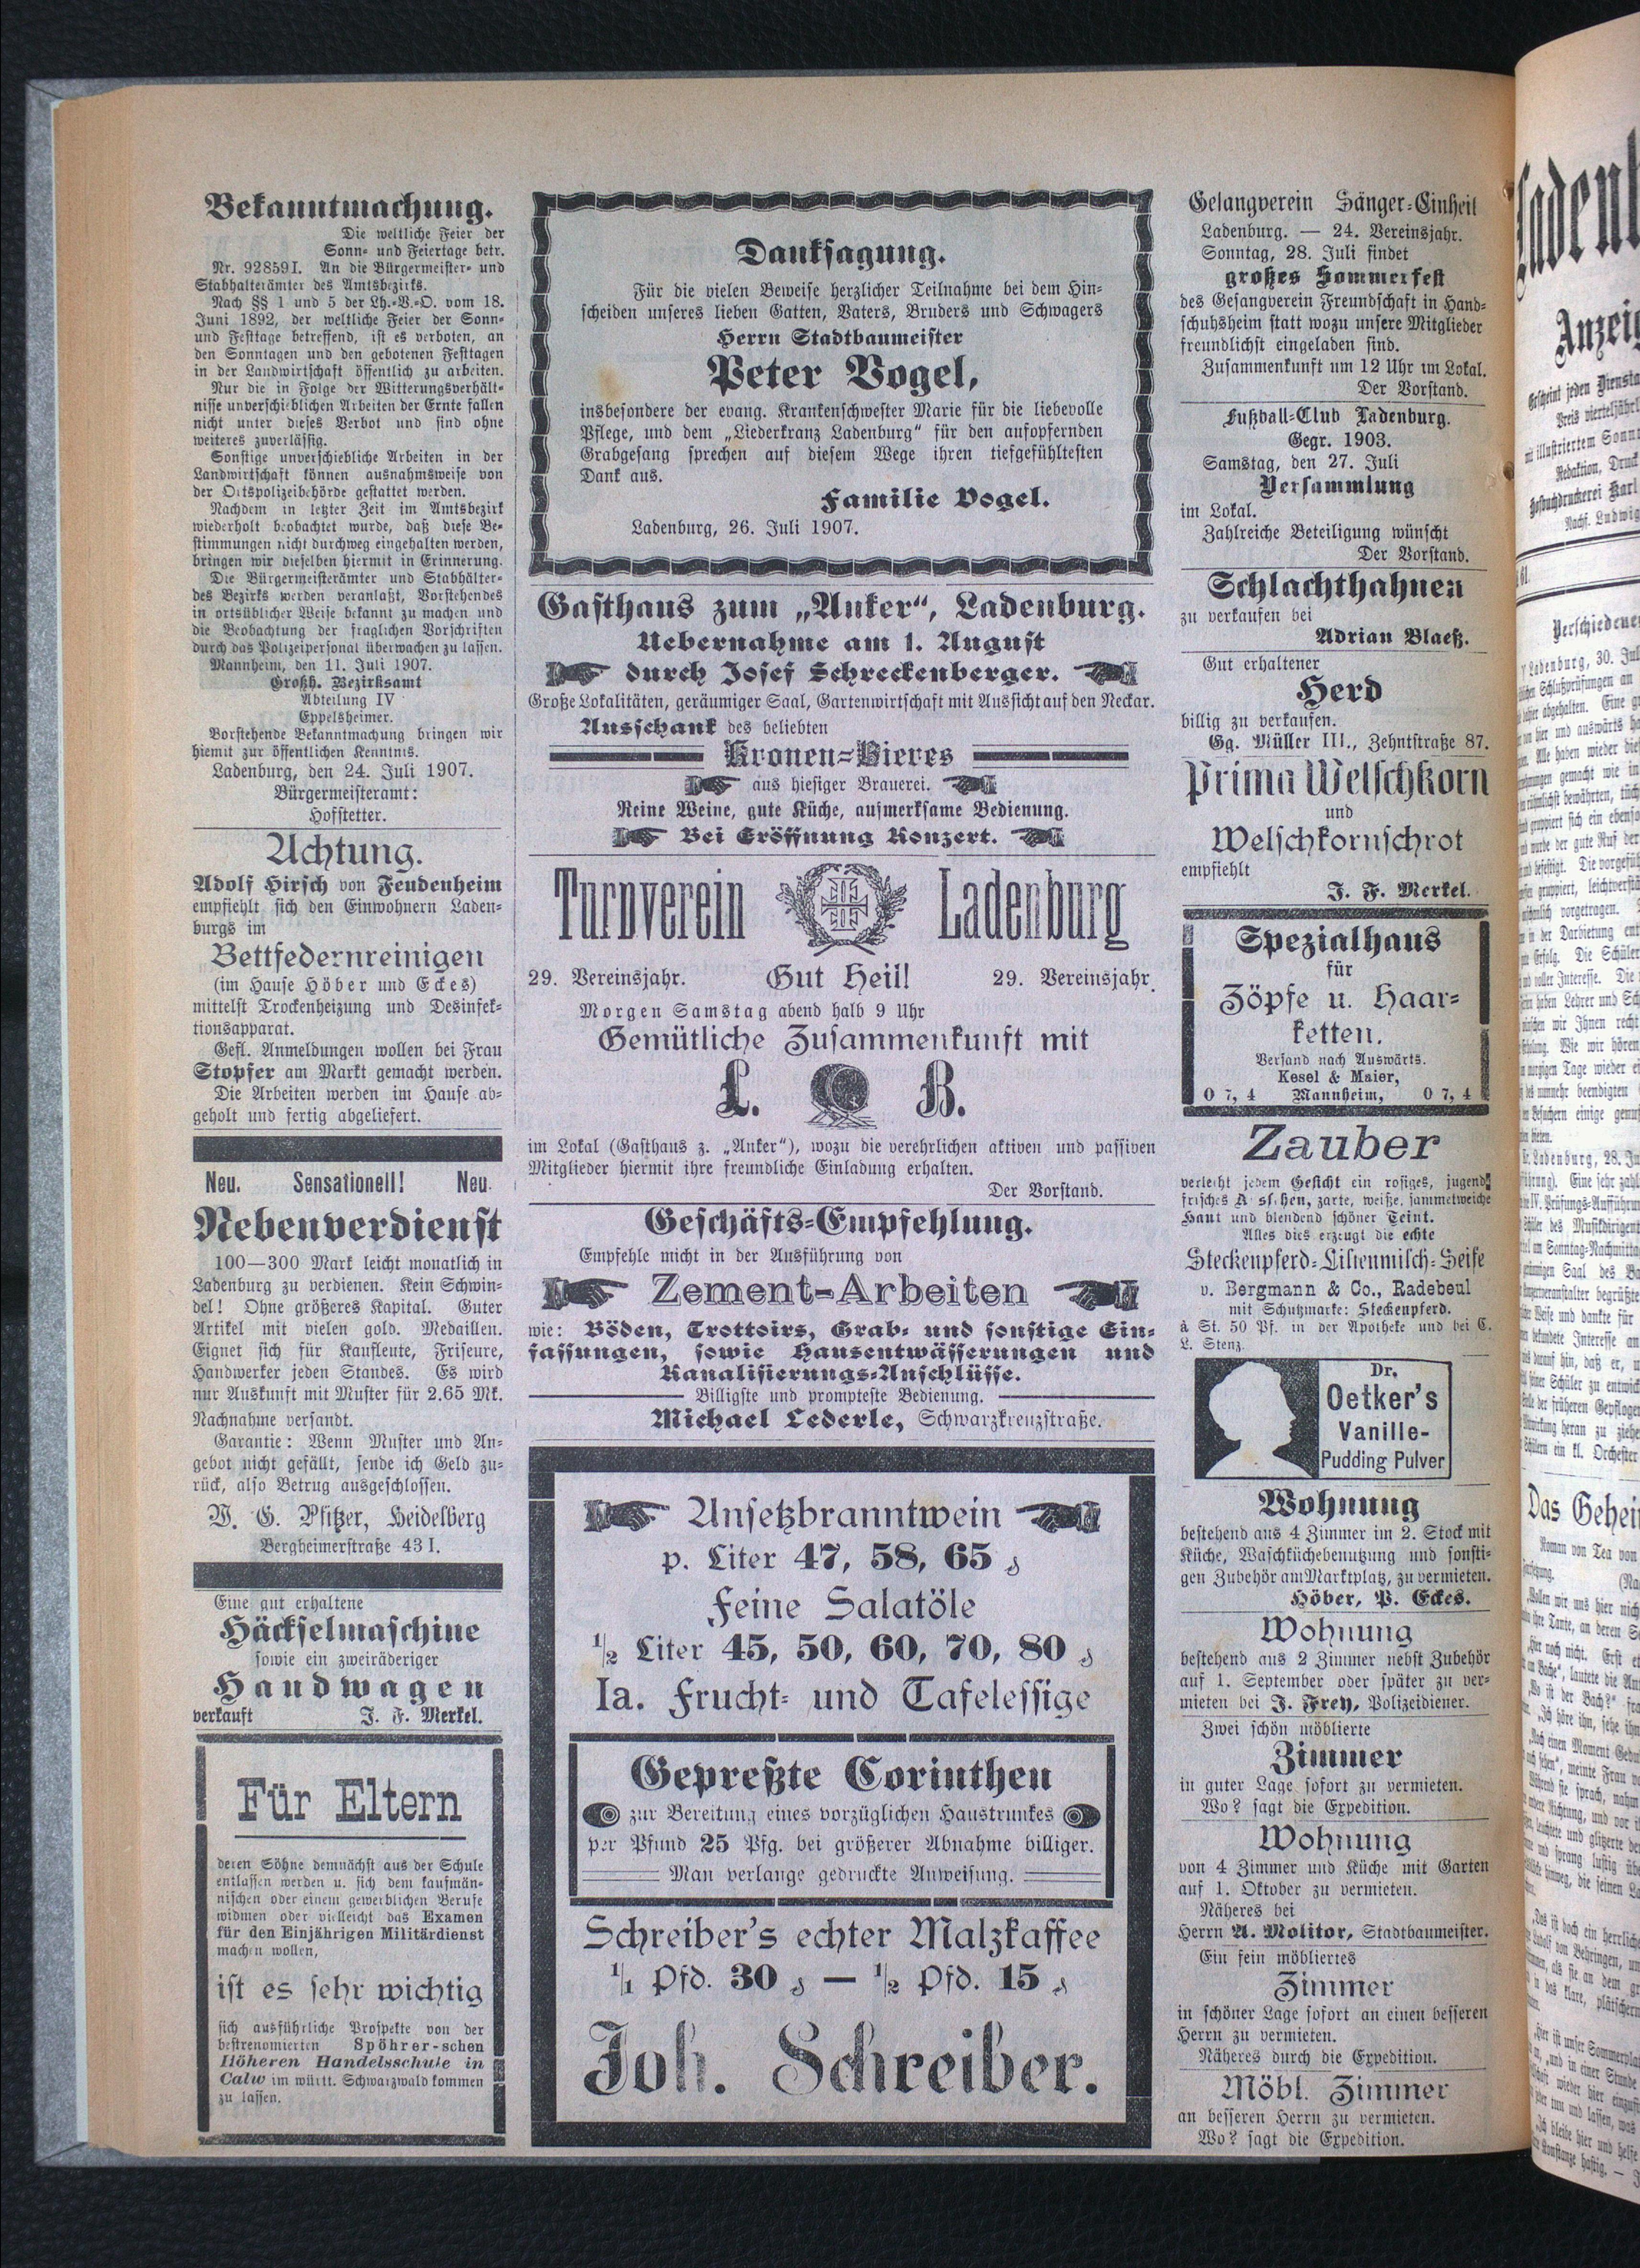 Bekanntmachung.
Die weltliche Feier der
Sonn- und Feiertage betr.
Nr. 92859I. An die Bürgermeister- und
Stabhalterämter des Amtsbezirks.
Nach §§ 1 und 5 der Lh.-V.-O. vom 18.
Juni 1892, der weltliche Feier der Sonn-
und Festtage betreffend, ist es verboten, an
den Sonntagen und den gebotenen Festtagen
in der Landwirtschaft öffentlich zu arbeiten.
Nur die in Folge der Witterungsverhält-
nisse unverschieblichen Arbeiten der Ernte fallen
nicht unter dieses Verbot und sind ohne
weiteres zuverlässig.
Sonstige unverschiebliche Arbeiten in der
Landwirtschaft können ausnahmsweise von
der Ortspolizeibehörde gestattet werden.
Nachdem in letzter Zeit im Amtsbezirk
wiederholt beobachtet wurde, daß diese Be-
stimmungen nicht durchweg eingehalten werden,
bringen wir dieselben hiermit in Erinnerung.
Die Bürgermeisterämter und Stabhälter-
des Bezirks werden veranlaßt, Vorstehendes
in ortsüblicher Weise bekannt zu machen und
die Beobachtung der fraglichen Vorschriften
durch das Polizeipersonal überwachen zu lassen.
Mannheim, den 11. Juli 1907.
Großh. Bezirksamt
Abteilung IV
Eppelsheimer.
Vorstehende Bekanntmachung bringen wir
hiemit zur öffentlichen Kenntnis.
Ladenburg, den 24. Juli 1907.
Bürgermeisteramt:
Hofstetter.
Achtung.
Adolf Hirsch von Feudenheim
empfiehlt sich den Einwohnern Laden-
burgs im
Bettfedernreinigen
(im Hause Höber und Eckes)
mittelst Trockenheizung und Desinfek-
tionsapparat.
Gefl. Anmeldungen wollen bei Frau
Stopfer am Markt gemacht werden.
Die Arbeiten werden im Hause ab-
geholt und fertig abgeliefert.
Neu. Sensationell! Neu.
Nebenverdienst
100—300 Mark leicht monatlich in
Ladenburg zu verdienen. Kein Schwin-
del! Ohne größeres Kapital. Guter
Artikel mit vielen gold. Medaillen.
Eignet sich für Kaufleute, Friseure,
Handwerker jeden Standes. Es wird
nur Auskunft mit Muster für 2.65 Mk.
Nachnahme versandt.
Garantie: Wenn Muster und An-
gebot nicht gefällt, sende ich Geld zu-
rück, also Betrug ausgeschlossen.
V. G. Pfitzer, Heidelberg
Bergheimerstraße 43 I.
Eine gut erhaltene
Häckselmaschine
sowie ein zweiräderiger
Handwagen
verkauft J. F. Merkel.
Für Eltern
deren Söhne demnächst aus der Schule
entlassen werden u. sich dem kaufmän-
nischen oder einem gewerblichen Berufe
widmen oder vielleicht das Examen
für den Einjährigen Militärdienst
machen wollen,
ist es sehr wichtig
sich ausführliche Prospekte von der
bestrenomierten Spöhrer-schen
Höheren Handelsschule in
Calw im württ. Schwarzwald kommen
zu lassen.
Danksagung.
Für die vielen Beweise herzlicher Teilnahme bei dem Hin-
scheiden unseres lieben Gatten, Vaters, Bruders und Schwagers
Herrn Stadtbaumeister
Peter Vogel,
insbesondere der evang. Krankenschwester Marie für die liebevolle
Pflege, und dem „Liederkranz Ladenburg“ für den aufopfernden
Grabgesang sprechen auf diesem Wege ihren tiefgefühltesten
Dank aus.
Familie Vogel.
Ladenburg, 26. Juli 1907.
Gasthaus zum „Anker“, Ladenburg.
Uebernahme am 1. August
durch Josef Schreckenberger.
Große Lokalitäten, geräumiger Saal, Gartenwirtschaft mit Aussicht auf den Neckar.
Ausschank des beliebten
Kronen-Bieres
aus hiesiger Brauerei.
Reine Weine, gute Küche, aufmerksame Bedienung.
Bei Eröffnung Konzert.
Turnverein Ladenburg
29. Vereinsjahr. Gut Heil! 29. Vereinsjahr.
Morgen Samstag abend halb 9 Uhr
Gemütliche Zusammenkunft mit
L. B.
im Lokal (Gasthaus z. „Anker“), wozu die verehrlichen aktiven und passiven
Mitglieder hiermit ihre freundliche Einladung erhalten.
Der Vorstand.
Geschäfts-Empfehlung.
Empfehle micht in der Ausführung von
Zement-Arbeiten
wie: Böden, Trottoirs, Grab- und sonstige Ein-
fassungen, sowie Hausentwässerungen und
Kanalisierungs-Anschlüsse.
Billigste und prompteste Bedienung.
Michael Lederle, Schwarzkreuzstraße.
Ansetzbranntwein
p. Liter 47, 58, 65 ₰
Feine Salatöle
1/2 Liter 45, 50, 60, 70, 80 ₰
Ia. Frucht- und Tafelessige
Gepreßte Corinthen
zur Bereitung eines vorzüglichen Haustrunkes
per Pfund 25 Pfg. bei größerer Abnahme billiger.
Man verlange gedruckte Anweisung.
Schreiber's echter Malzkaffee
1/1 Pfd. 30 ₰ — 1/2 Pfd. 15 ₰
Joh. Schreiber.
Gesangverein Sänger-Einheit
Ladenburg. — 24. Vereinsjahr.
Sonntag, 28. Juli findet
großes Sommerfest
des Gesangverein Freundschaft in Hand-
schuhsheim statt wozu unsere Mitglieder
freundlichst eingeladen sind.
Zusammenkunft um 12 Uhr im Lokal.
Der Vorstand.
Fußball-Club Ladenburg.
Gegr. 1903.
Samstag, den 27. Juli
Versammlung
im Lokal.
Zahlreiche Beteiligung wünscht
Der Vorstand.
Schlachthahnen
zu verkaufen bei
Adrian Blaeß.
Gut erhaltener
Herd
billig zu verkaufen.
Gg. Müller III., Zehntstraße 87.
Prima Welschkorn
und
Welschkornschrot
empfiehlt
J. F. Merkel.
Spezialhaus
für
Zöpfe u. Haar-
ketten.
Versand nach Auswärts.
Kesel & Maier,
O 7, 4 Mannheim, O 7, 4
Zauber
verleiht jedem Gesicht ein rosiges, jugend-
frisches Aussehen, zarte, weiße, sammetweiche
Haut und blendend schöner Teint.
Alles dies erzeugt die echte
Steckenpferd-Lilienmilch-Seife
v. Bergmann & Co., Radebeul
mit Schutzmarke: Steckenpferd.
à St. 50 Pf. in der Apotheke und bei C.
L. Stenz.
Dr.
Oetker's
Vanille-
Pudding Pulver
Wohnung
bestehend aus 4 Zimmer im 2. Stock mit
Küche, Waschküchebenutzung und sonsti-
gen Zubehör am Marktplatz, zu vermieten.
Höber, P. Eckes.
Wohnung
bestehend aus 2 Zimmer nebst Zubehör
auf 1. September oder später zu ver-
mieten bei J. Frey, Polizeidiener.
Zwei schön möblierte
Zimmer
in guter Lage sofort zu vermieten.
Wo? sagt die Expedition.
Wohnung
von 4 Zimmer und Küche mit Garten
auf 1. Oktober zu vermieten.
Näheres bei
Herrn A. Molitor, Stadtbaumeister.
Ein fein möbliertes
Zimmer
in schöner Lage sofort an einen besseren
Herrn zu vermieten.
Näheres durch die Expedition.
Möbl. Zimmer
an besseren Herrn zu vermieten.
Wo? sagt die Expedition.